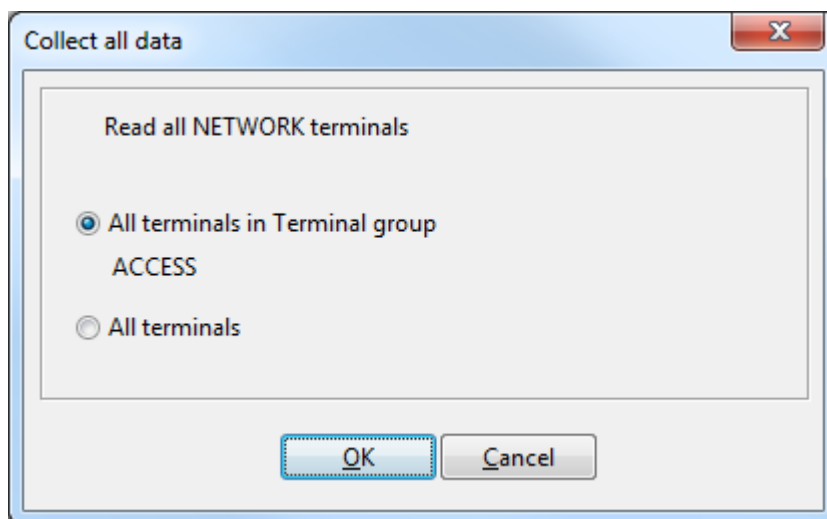 Collect all data
Read all NETWORK terminals
All terminals in Terminal group
ACCESS
All terminals
OK
Cancel